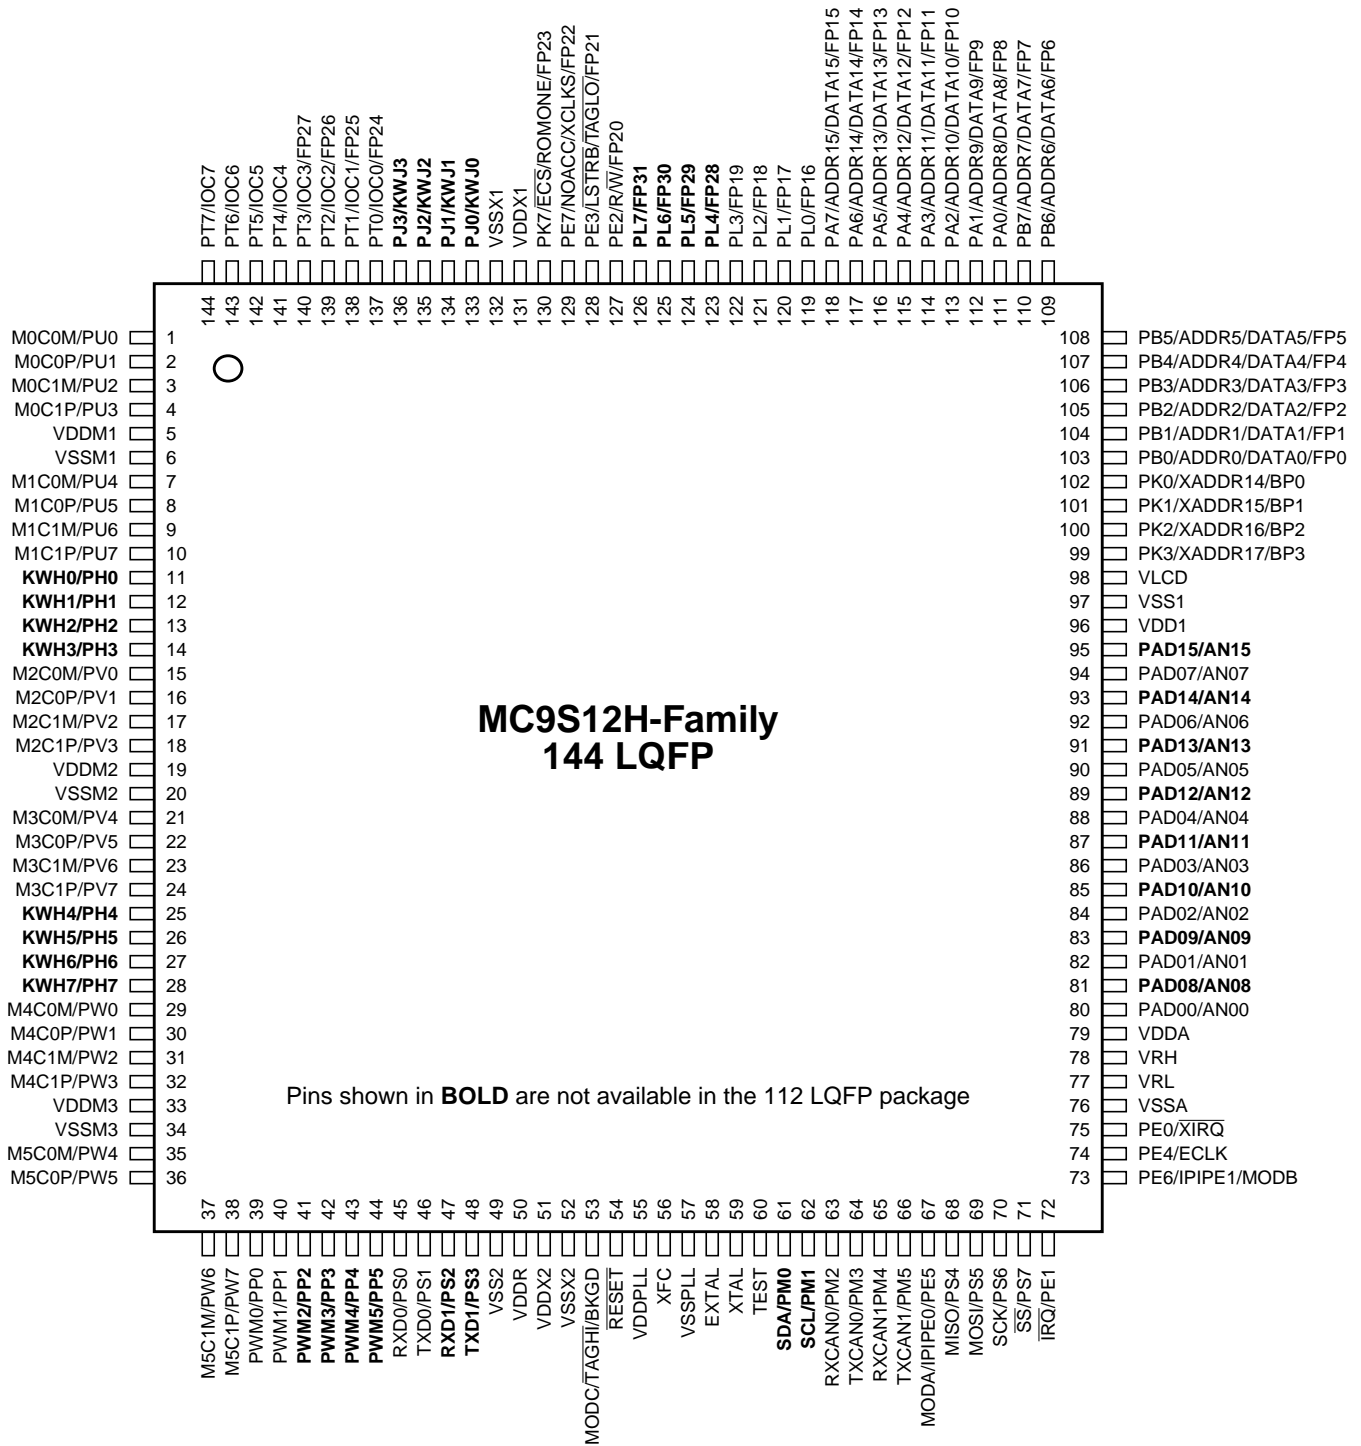 PT7/IOC7
PT6/IOC6
PT5/IOC5
PT4/IOC4
PT3/IOC3/FP27
PT2/IOC2/FP26
PT1/IOC1/FP25
PT0/IOC0/FP24
PJ3/KWJ3
PJ2/KWJ2
PJ1/KWJ1
PJ0/KWJ0
VSSX1
VDDX1
PK7/ECS/ROMONE/FP23
PE7/NOACC/XCLKS/FP22
PE3/LSTRB/TAGLO/FP21
PE2/R/W/FP20
PL7/FP31
PL6/FP30
PL5/FP29
PL4/FP28
PL3/FP19
PL2/FP18
PL1/FP17
PL0/FP16
PA7/ADDR15/DATA15/FP15
PA6/ADDR14/DATA14/FP14
PA5/ADDR13/DATA13/FP13
PA4/ADDR12/DATA12/FP12
PA3/ADDR11/DATA11/FP11
PA2/ADDR10/DATA10/FP10
PA1/ADDR9/DATA9/FP9
PA0/ADDR8/DATA8/FP8
PB7/ADDR7/DATA7/FP7
PB6/ADDR6/DATA6/FP6
144
143
142
141
140
139
138
137
136
135
134
133
132
131
130
129
128
127
126
125
124
123
122
121
120
119
118
117
116
115
114
113
112
111
110
109
M0C0M/PU0 1
M0C0P/PU1 2
M0C1M/PU2 3
M0C1P/PU3 4
VDDM1 5
VSSM1 6
M1C0M/PU4 7
M1C0P/PU5 8
M1C1M/PU6 9
M1C1P/PU7 10
KWH0/PH0 11
KWH1/PH1 12
KWH2/PH2 13
KWH3/PH3 14
M2C0M/PV0 15
M2C0P/PV1 16
M2C1M/PV2 17
M2C1P/PV3 18
VDDM2 19
VSSM2 20
M3C0M/PV4 21
M3C0P/PV5 22
M3C1M/PV6 23
M3C1P/PV7 24
KWH4/PH4 25
KWH5/PH5 26
KWH6/PH6 27
KWH7/PH7 28
M4C0M/PW0 29
M4C0P/PW1 30
M4C1M/PW2 31
M4C1P/PW3 32
VDDM3 33
VSSM3 34
M5C0M/PW4 35
M5C0P/PW5 36
MC9S12H-Family
144 LQFP
Pins shown in BOLD are not available in the 112 LQFP package
108 PB5/ADDR5/DATA5/FP5
107 PB4/ADDR4/DATA4/FP4
106 PB3/ADDR3/DATA3/FP3
105 PB2/ADDR2/DATA2/FP2
104 PB1/ADDR1/DATA1/FP1
103 PB0/ADDR0/DATA0/FP0
102 PK0/XADDR14/BP0
101 PK1/XADDR15/BP1
100 PK2/XADDR16/BP2
99 PK3/XADDR17/BP3
98 VLCD
97 VSS1
96 VDD1
95 PAD15/AN15
94 PAD07/AN07
93 PAD14/AN14
92 PAD06/AN06
91 PAD13/AN13
90 PAD05/AN05
89 PAD12/AN12
88 PAD04/AN04
87 PAD11/AN11
86 PAD03/AN03
85 PAD10/AN10
84 PAD02/AN02
83 PAD09/AN09
82 PAD01/AN01
81 PAD08/AN08
80 PAD00/AN00
79 VDDA
78 VRH
77 VRL
76 VSSA
75 PE0/XIRQ
74 PE4/ECLK
73 PE6/IPIPE1/MODB
37
38
39
40
41
42
43
44
45
46
47
48
49
50
51
52
53
54
55
56
57
58
59
60
61
62
63
64
65
66
67
68
69
70
71
72
M5C1M/PW6
M5C1P/PW7
PWM0/PP0
PWM1/PP1
PWM2/PP2
PWM3/PP3
PWM4/PP4
PWM5/PP5
RXD0/PS0
TXD0/PS1
RXD1/PS2
TXD1/PS3
VSS2
VDDR
VDDX2
VSSX2
MODC/TAGHI/BKGD
RESET
VDDPLL
XFC
VSSPLL
EXTAL
XTAL
TEST
SDA/PM0
SCL/PM1
RXCAN0/PM2
TXCAN0/PM3
RXCAN1PM4
TXCAN1/PM5
MODA/IPIPE0/PE5
MISO/PS4
MOSI/PS5
SCK/PS6
SS/PS7
IRQ/PE1